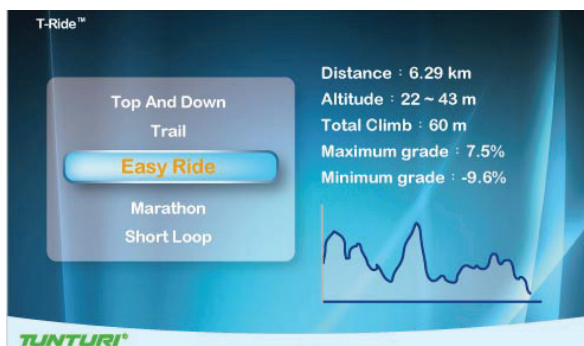 T-Ride™
Top And Down
Trail
Easy Ride
Marathon
Short Loop
Distance : 6.29 km
Altitude : 22 ~ 43 m
Total Climb : 60 m
Maximum grade : 7.5%
Minimum grade : -9.6%
TUNTURI®